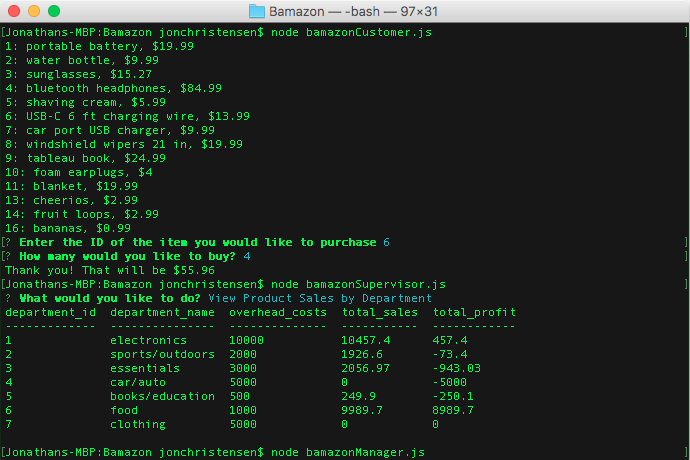 Bamazon — -bash — 97×31
[Jonathans-MBP:Bamazon jonchristensen$ node bamazonCustomer.js ]
1: portable battery, $19.99
2: water bottle, $9.99
3: sunglasses, $15.27
4: bluetooth headphones, $84.99
5: shaving cream, $5.99
6: USB-C 6 ft charging wire, $13.99
7: car port USB charger, $9.99
8: windshield wipers 21 in, $19.99
9: tableau book, $24.99
10: foam earplugs, $4
11: blanket, $19.99
13: cheerios, $2.99
14: fruit loops, $2.99
16: bananas, $0.99
[? Enter the ID of the item you would like to purchase 6 ]
[? How many would you like to buy? 4 ]
Thank you! That will be $55.96
[Jonathans-MBP:Bamazon jonchristensen$ node bamazonSupervisor.js ]
? What would you like to do? View Product Sales by Department
department_id department_name overhead_costs total_sales total_profit
------------- --------------- -------------- ----------- ------------
1 electronics 10000 10457.4 457.4
2 sports/outdoors 2000 1926.6 -73.4
3 essentials 3000 2056.97 -943.03
4 car/auto 5000 0 -5000
5 books/education 500 249.9 -250.1
6 food 1000 9989.7 8989.7
7 clothing 5000 0 0
[Jonathans-MBP:Bamazon jonchristensen$ node bamazonManager.js ]